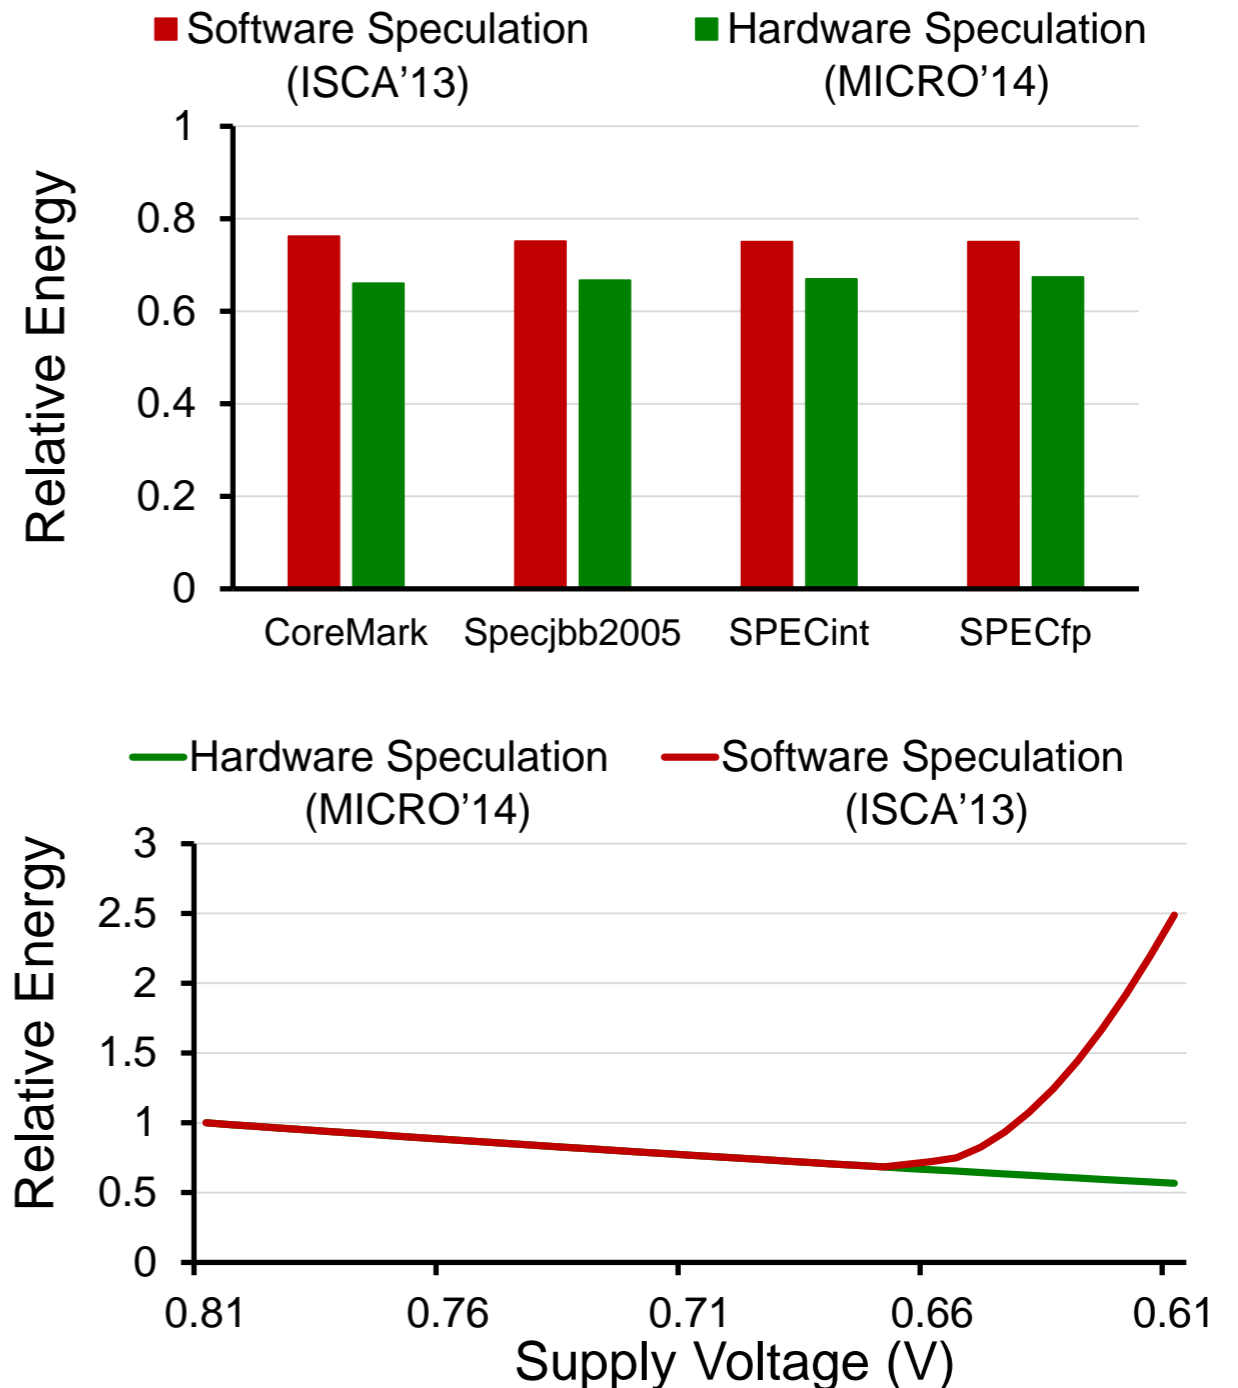 Software Speculation
(ISCA’13)
Hardware Speculation
(MICRO’14)
Relative Energy
1
0.8
0.6
0.4
0.2
0
CoreMark
Specjbb2005
SPECint
SPECfp
Hardware Speculation
(MICRO’14)
Software Speculation
(ISCA’13)
Relative Energy
3
2.5
2
1.5
1
0.5
0
0.81
0.76
0.71
0.66
0.61
Supply Voltage (V)